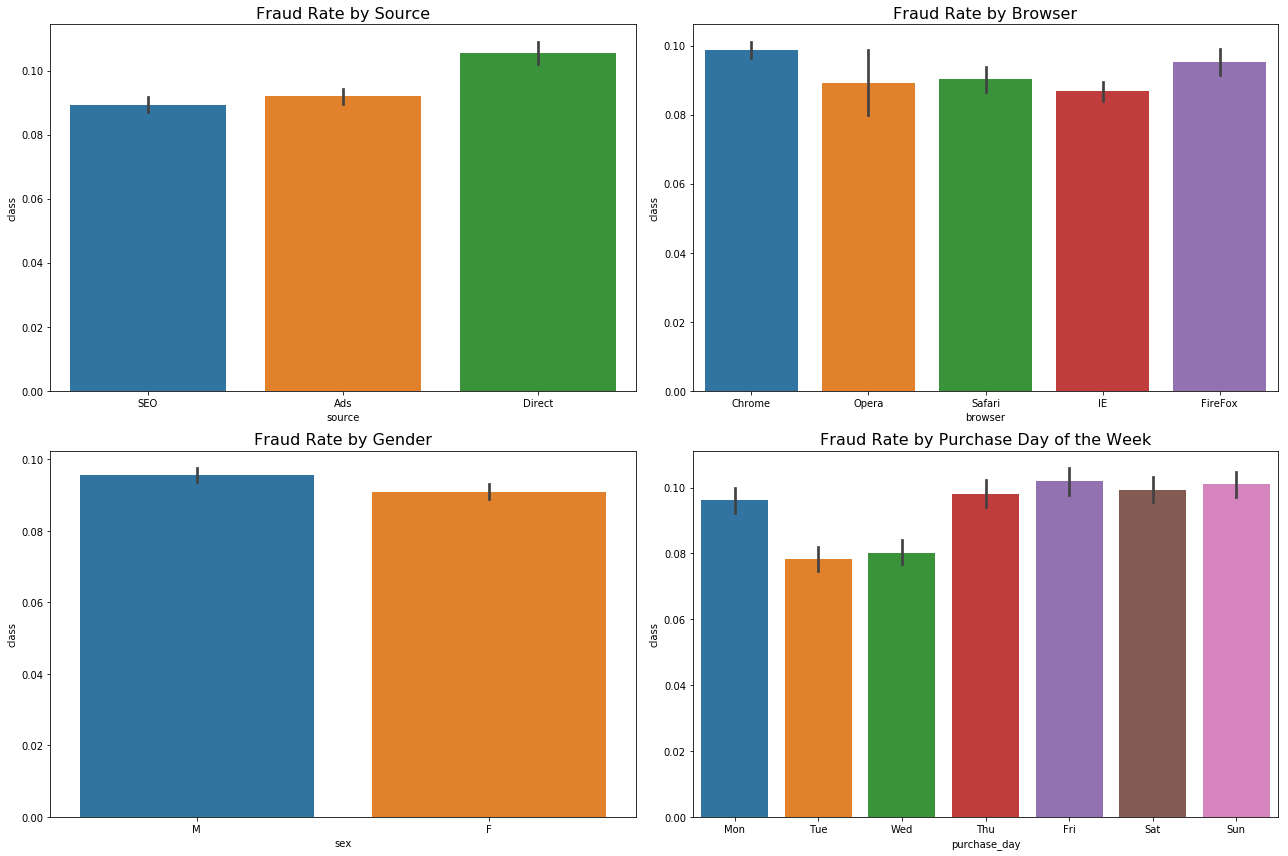 Fraud Rate by Source
0.10
0.08
0.06
0.04
0.02
0.00
class
SEO Ads Direct
source
Fraud Rate by Browser
0.10
0.08
0.06
0.04
0.02
0.00
class
Chrome Opera Safari IE FireFox
browser
Fraud Rate by Gender
0.10
0.08
0.06
0.04
0.02
0.00
class
M F
sex
Fraud Rate by Purchase Day of the Week
0.10
0.08
0.06
0.04
0.02
0.00
class
Mon Tue Wed Thu Fri Sat Sun
purchase_day